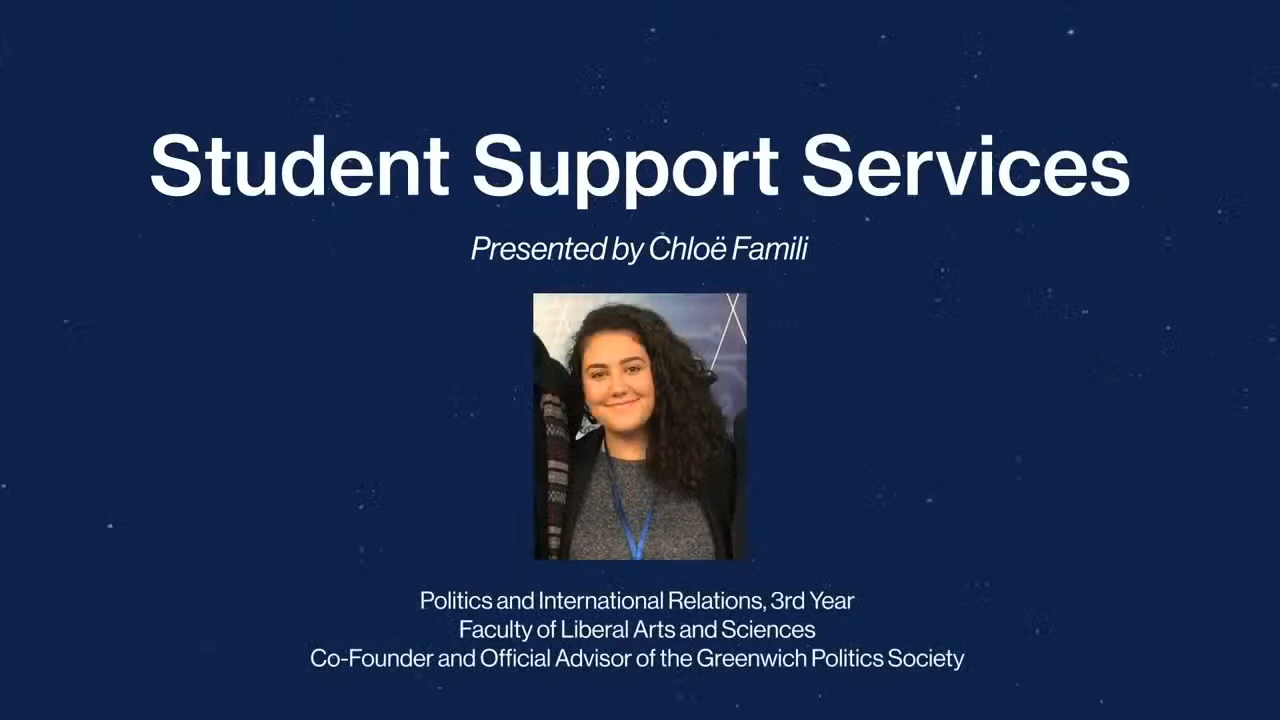 Student Support Services
Presented by Chloë Famili
Politics and International Relations, 3rd Year
Faculty of Liberal Arts and Sciences
Co-Founder and Official Advisor of the Greenwich Politics Society